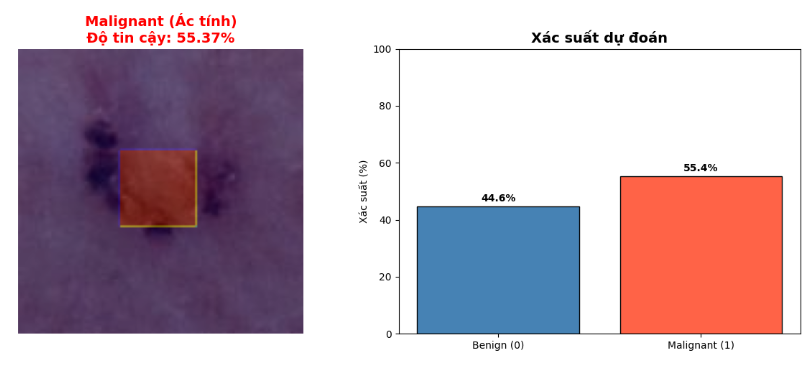 Malignant (Ác tính)
Độ tin cậy: 55.37%
Xác suất dự đoán
Xác suất (%)
100
80
60
40
20
0
44.6%
55.4%
Benign (0)
Malignant (1)